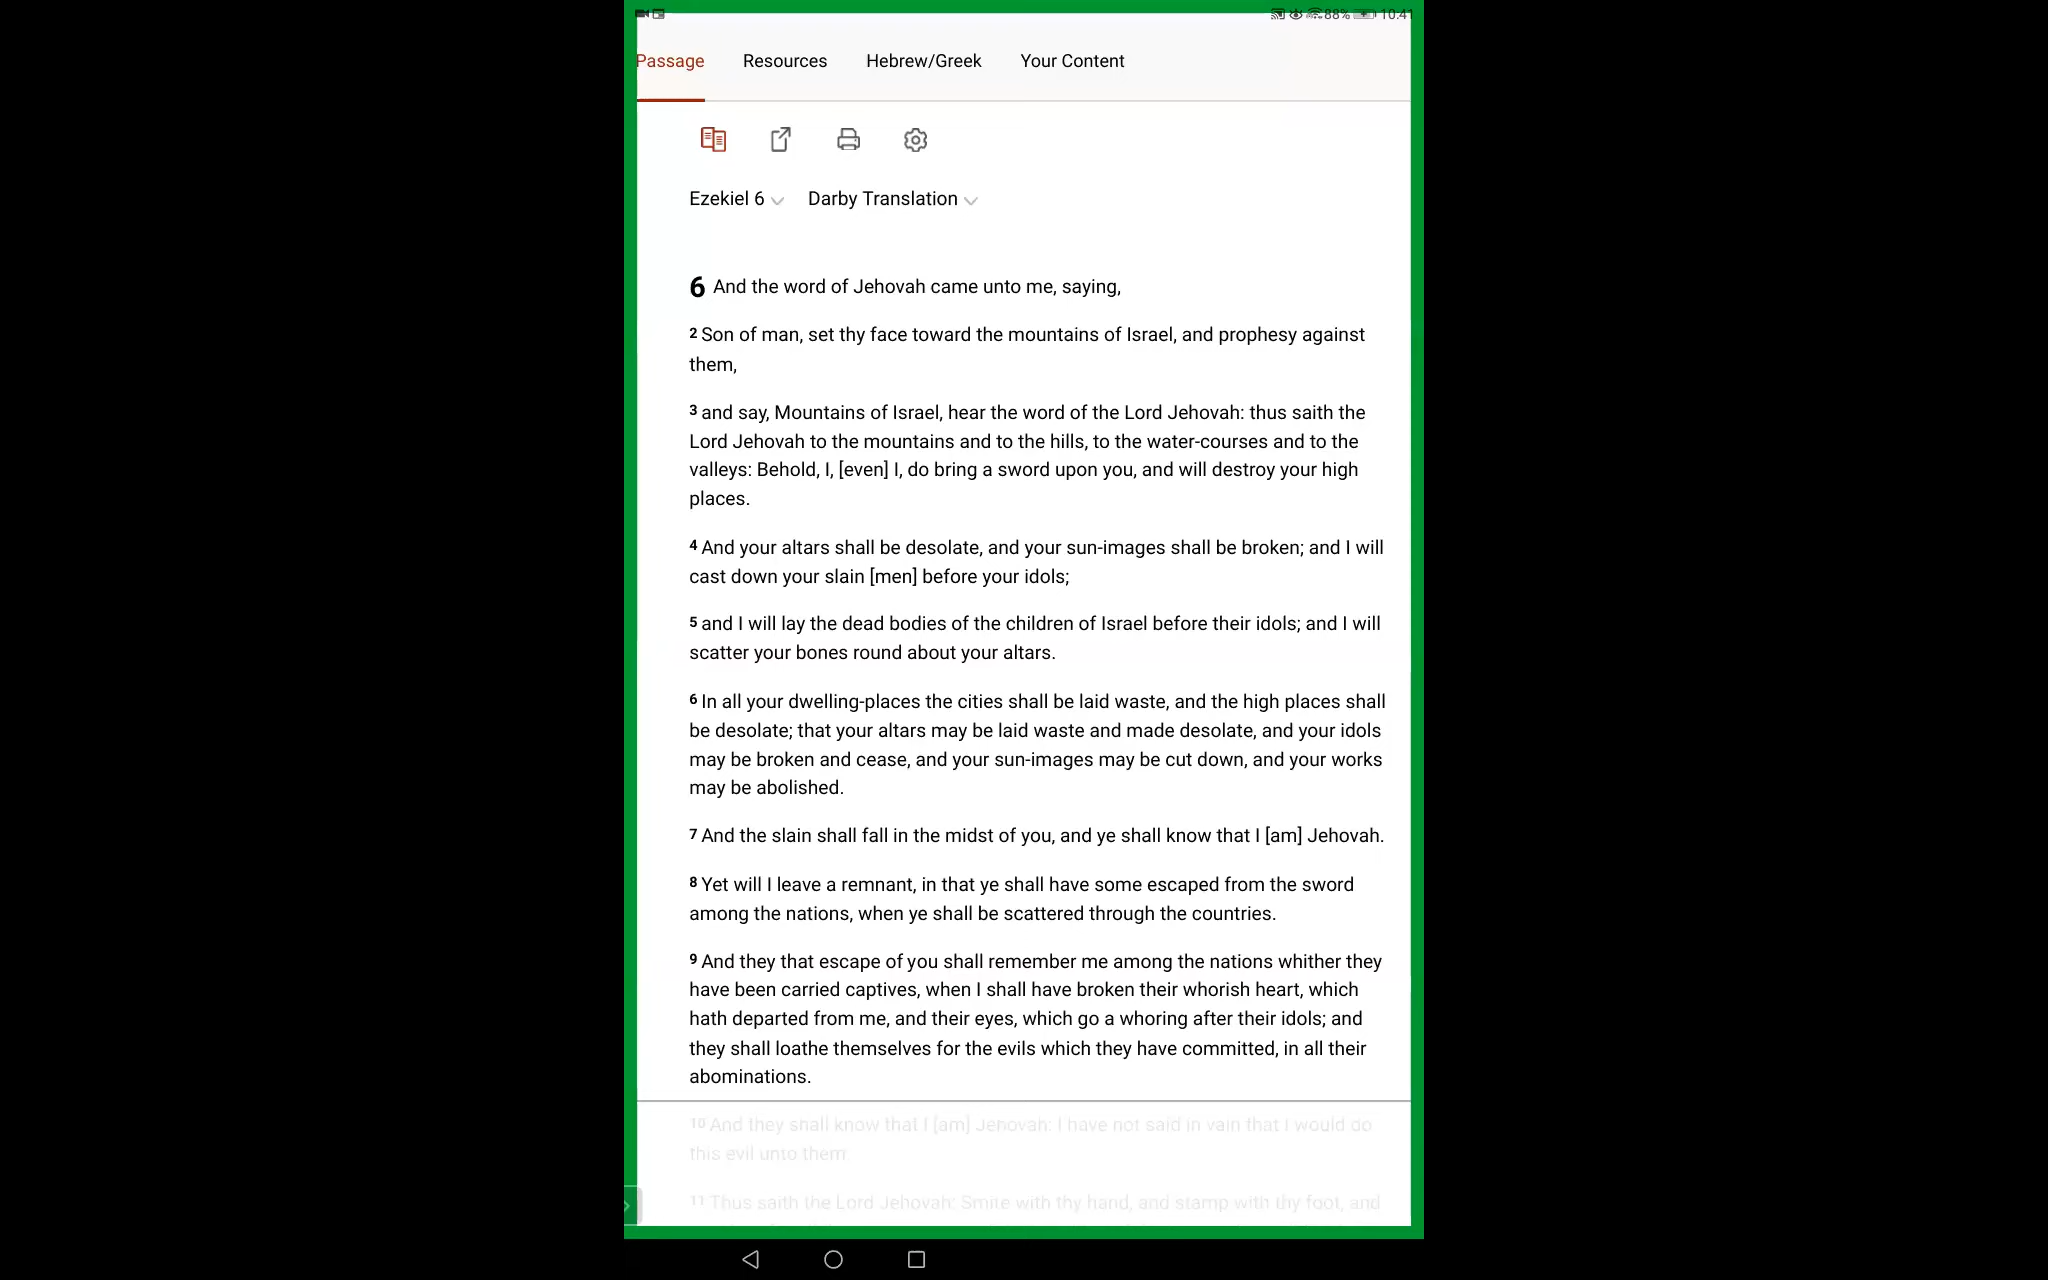 88% 10:41
Passage Resources Hebrew/Greek Your Content
Ezekiel 6 Darby Translation
6 And the word of Jehovah came unto me, saying,
2 Son of man, set thy face toward the mountains of Israel, and prophesy against
them,
3 and say, Mountains of Israel, hear the word of the Lord Jehovah: thus saith the
Lord Jehovah to the mountains and to the hills, to the water-courses and to the
valleys: Behold, I, [even] I, do bring a sword upon you, and will destroy your high
places.
4 And your altars shall be desolate, and your sun-images shall be broken; and I will
cast down your slain [men] before your idols;
5 and I will lay the dead bodies of the children of Israel before their idols; and I will
scatter your bones round about your altars.
6 In all your dwelling-places the cities shall be laid waste, and the high places shall
be desolate; that your altars may be laid waste and made desolate, and your idols
may be broken and cease, and your sun-images may be cut down, and your works
may be abolished.
7 And the slain shall fall in the midst of you, and ye shall know that I [am] Jehovah.
8 Yet will I leave a remnant, in that ye shall have some escaped from the sword
among the nations, when ye shall be scattered through the countries.
9 And they that escape of you shall remember me among the nations whither they
have been carried captives, when I shall have broken their whorish heart, which
hath departed from me, and their eyes, which go a whoring after their idols; and
they shall loathe themselves for the evils which they have committed, in all their
abominations.
10 And they shall know that I [am] Jehovah: I have not said in vain that I would do
this evil unto them
11 Thus saith the Lord Jehovah: Smite with thy hand, and stamp with thy foot, and